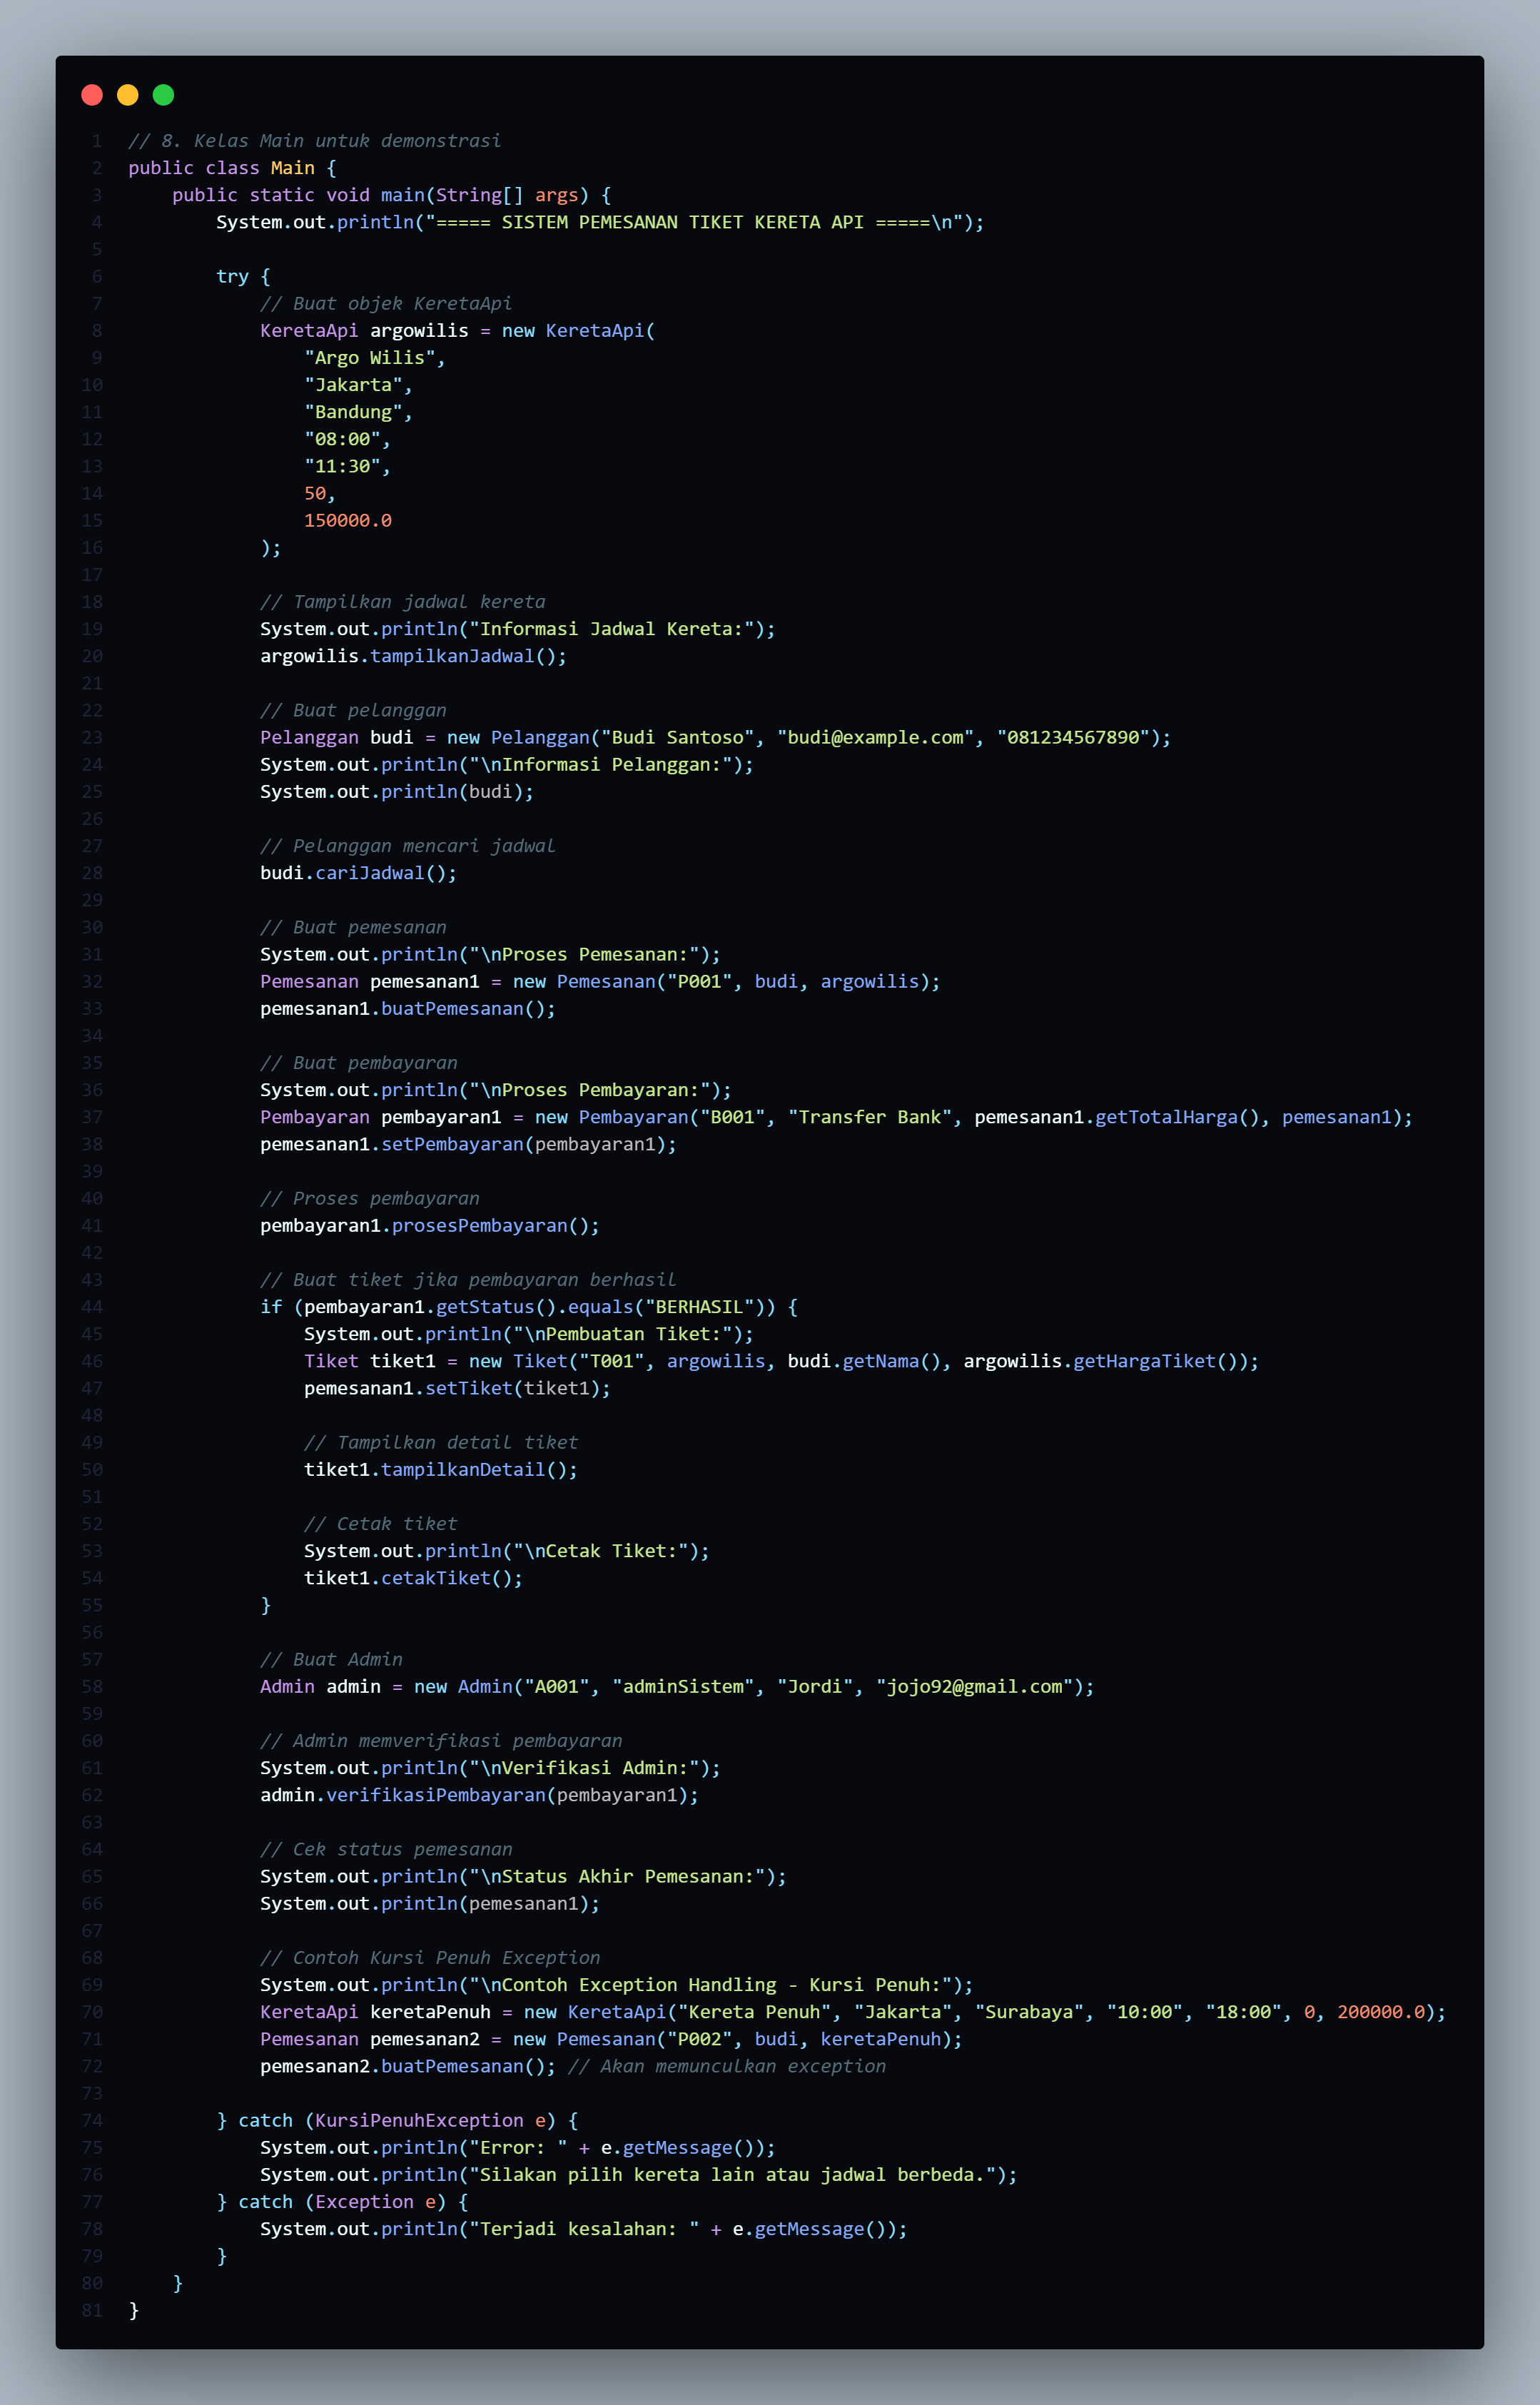 1 // 8. Kelas Main untuk demonstrasi
2 public class Main {
3     public static void main(String[] args) {
4         System.out.println("===== SISTEM PEMESANAN TIKET KERETA API =====\n");
5
6         try {
7             // Buat objek KeretaApi
8             KeretaApi argowilis = new KeretaApi(
9                 "Argo Wilis",
10                 "Jakarta",
11                 "Bandung",
12                 "08:00",
13                 "11:30",
14                 50,
15                 150000.0
16             );
17
18             // Tampilkan jadwal kereta
19             System.out.println("Informasi Jadwal Kereta:");
20             argowilis.tampilkanJadwal();
21
22             // Buat pelanggan
23             Pelanggan budi = new Pelanggan("Budi Santoso", "budi@example.com", "081234567890");
24             System.out.println("\nInformasi Pelanggan:");
25             System.out.println(budi);
26
27             // Pelanggan mencari jadwal
28             budi.cariJadwal();
29
30             // Buat pemesanan
31             System.out.println("\nProses Pemesanan:");
32             Pemesanan pemesanan1 = new Pemesanan("P001", budi, argowilis);
33             pemesanan1.buatPemesanan();
34
35             // Buat pembayaran
36             System.out.println("\nProses Pembayaran:");
37             Pembayaran pembayaran1 = new Pembayaran("B001", "Transfer Bank", pemesanan1.getTotalHarga(), pemesanan1);
38             pemesanan1.setPembayaran(pembayaran1);
39
40             // Proses pembayaran
41             pembayaran1.prosesPembayaran();
42
43             // Buat tiket jika pembayaran berhasil
44             if (pembayaran1.getStatus().equals("BERHASIL")) {
45                 System.out.println("\nPembuatan Tiket:");
46                 Tiket tiket1 = new Tiket("T001", argowilis, budi.getNama(), argowilis.getHargaTiket());
47                 pemesanan1.setTiket(tiket1);
48
49                 // Tampilkan detail tiket
50                 tiket1.tampilkanDetail();
51
52                 // Cetak tiket
53                 System.out.println("\nCetak Tiket:");
54                 tiket1.cetakTiket();
55             }
56
57             // Buat Admin
58             Admin admin = new Admin("A001", "adminSistem", "Jordi", "jojo92@gmail.com");
59
60             // Admin memverifikasi pembayaran
61             System.out.println("\nVerifikasi Admin:");
62             admin.verifikasiPembayaran(pembayaran1);
63
64             // Cek status pemesanan
65             System.out.println("\nStatus Akhir Pemesanan:");
66             System.out.println(pemesanan1);
67
68             // Contoh Kursi Penuh Exception
69             System.out.println("\nContoh Exception Handling - Kursi Penuh:");
70             KeretaApi keretaPenuh = new KeretaApi("Kereta Penuh", "Jakarta", "Surabaya", "10:00", "18:00", 0, 200000.0);
71             Pemesanan pemesanan2 = new Pemesanan("P002", budi, keretaPenuh);
72             pemesanan2.buatPemesanan(); // Akan memunculkan exception
73
74         } catch (KursiPenuhException e) {
75             System.out.println("Error: " + e.getMessage());
76             System.out.println("Silakan pilih kereta lain atau jadwal berbeda.");
77         } catch (Exception e) {
78             System.out.println("Terjadi kesalahan: " + e.getMessage());
79         }
80     }
81 }